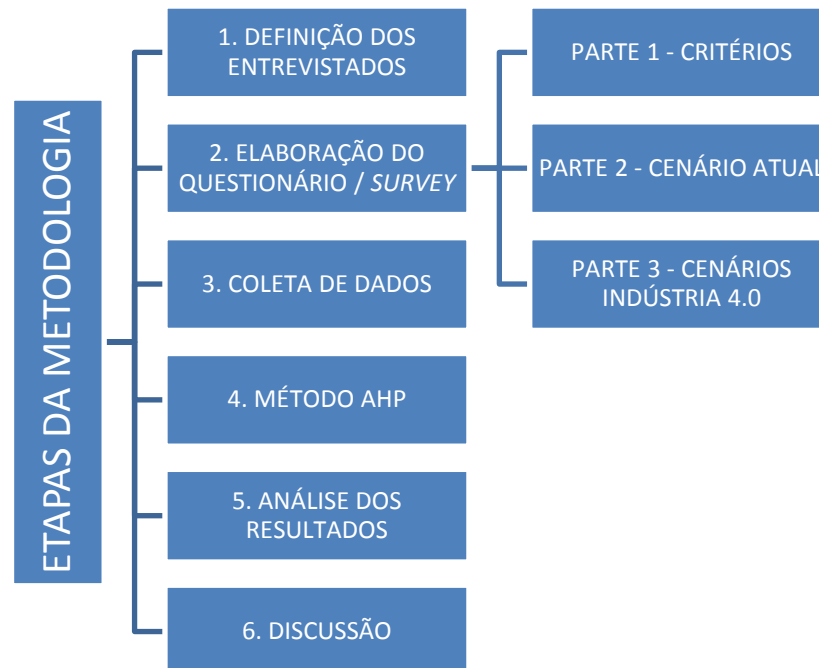 ETAPAS DA METODOLOGIA
1. DEFINIÇÃO DOS
ENTREVISTADOS
2. ELABORAÇÃO DO
QUESTIONÁRIO / SURVEY
3. COLETA DE DADOS
4. MÉTODO AHP
5. ANÁLISE DOS
RESULTADOS
6. DISCUSSÃO
PARTE 1 - CRITÉRIOS
PARTE 2 - CENÁRIO ATUAL
PARTE 3 - CENÁRIOS
INDÚSTRIA 4.0